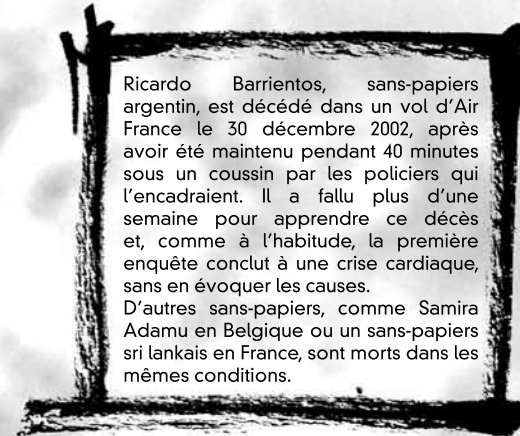 Ricardo Barrientos, sans-papiers
argentin, est décédé dans un vol d’Air
France le 30 décembre 2002, après
avoir été maintenu pendant 40 minutes
sous un coussin par les policiers qui
l’encadraient. Il a fallu plus d’une
semaine pour apprendre ce décès
et, comme à l’habitude, la première
enquête conclut à une crise cardiaque,
sans en évoquer les causes.
D’autres sans-papiers, comme Samira
Adamu en Belgique ou un sans-papiers
sri lankais en France, sont morts dans les
mêmes conditions.